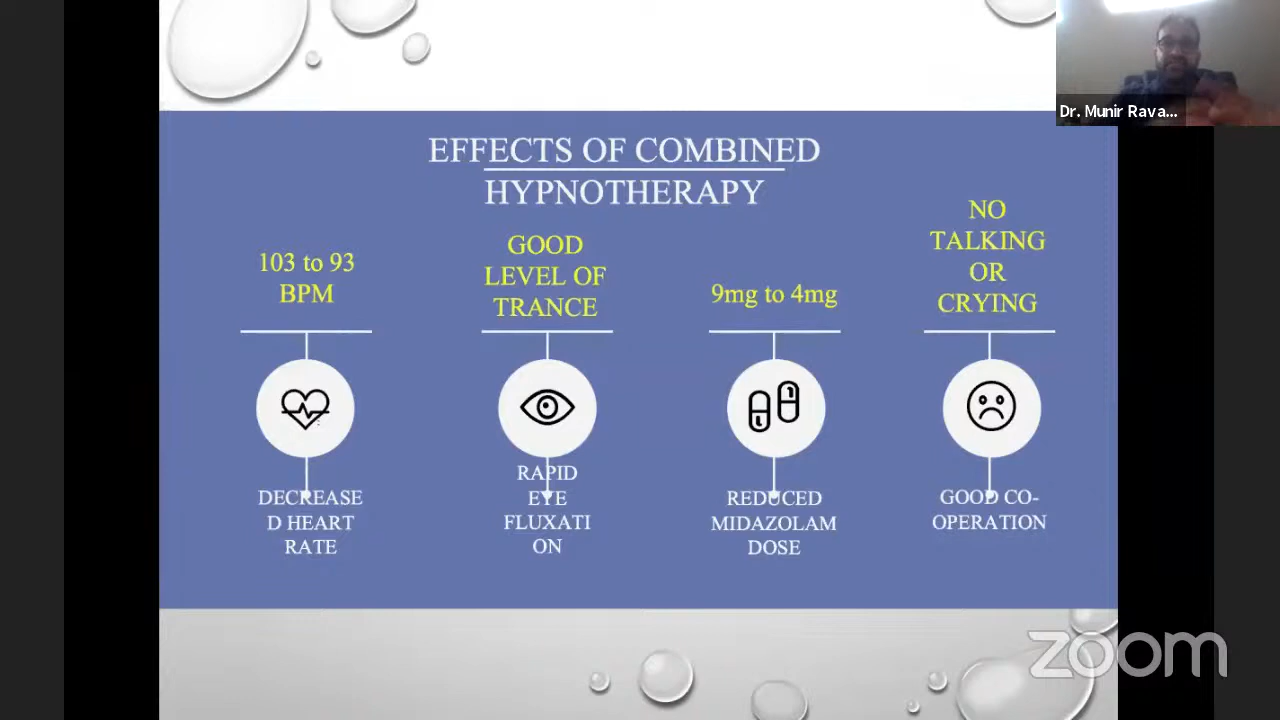 Dr. Munir Rava...
EFFECTS OF COMBINED
HYPNOTHERAPY
103 to 93
BPM
DECREASE
D HEART
RATE
GOOD
LEVEL OF
TRANCE
RAPID
EYE
FLUXATI
ON
9mg to 4mg
REDUCED
MIDAZOLAM
DOSE
NO
TALKING
OR
CRYING
GOOD CO-
OPERATION
zoom